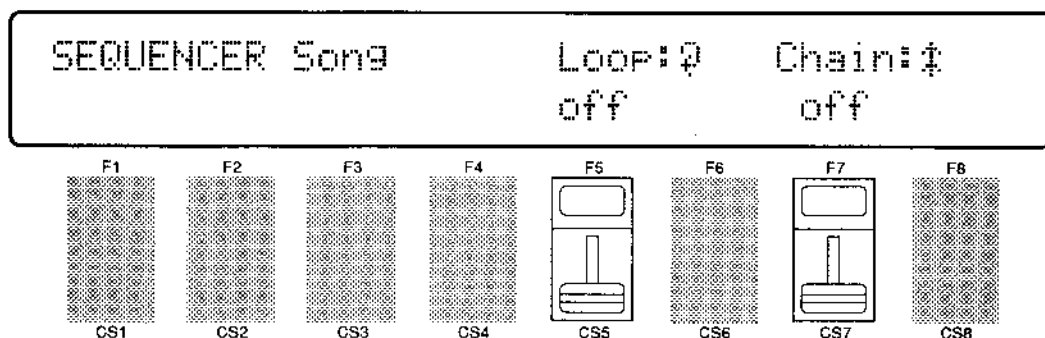 SEQUENCER Song Loop: Chain:
off off
F1 F2 F3 F4 F5 F6 F7 F8
CS1 CS2 CS3 CS4 CS5 CS6 CS7 CS8